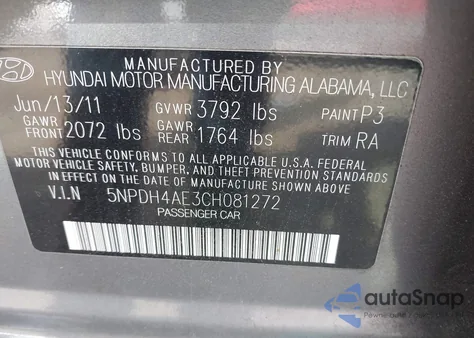 MANUFACTURED BY
HYUNDAI MOTOR MANUFACTURING ALABAMA, LLC
Jun/13/11 GVWR 3792 lbs PAINT P3
GAWR FRONT 2072 lbs GAWR REAR 1764 lbs TRIM RA
THIS VEHICLE CONFORMS TO ALL APPLICABLE U.S.A. FEDERAL
MOTOR VEHICLE SAFETY, BUMPER, AND THEFT PREVENTION STANDARDS
IN EFFECT ON THE DATE OF MANUFACTURE SHOWN ABOVE.
V.I.N 5NPDH4AE3CH081272
PASSENGER CAR
autoSnap